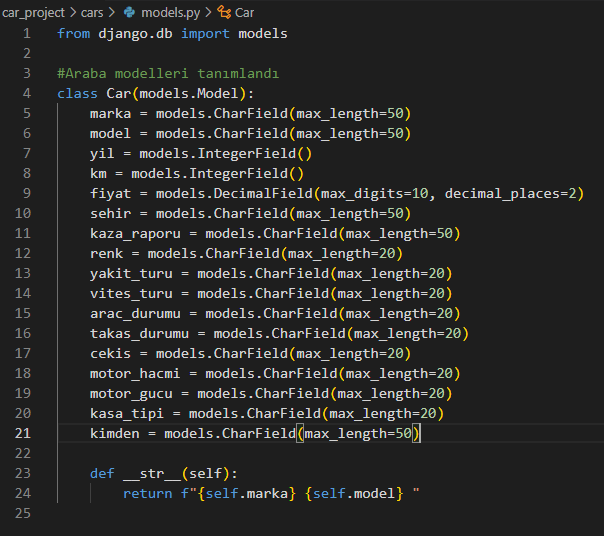 car_project > cars > models.py > Car
1 from django.db import models
2
3 #Araba modelleri tanımlandı
4 class Car(models.Model):
5     marka = models.CharField(max_length=50)
6     model = models.CharField(max_length=50)
7     yil = models.IntegerField()
8     km = models.IntegerField()
9     fiyat = models.DecimalField(max_digits=10, decimal_places=2)
10     sehir = models.CharField(max_length=50)
11     kaza_raporu = models.CharField(max_length=50)
12     renk = models.CharField(max_length=20)
13     yakit_turu = models.CharField(max_length=20)
14     vites_turu = models.CharField(max_length=20)
15     arac_durumu = models.CharField(max_length=20)
16     takas_durumu = models.CharField(max_length=20)
17     cekis = models.CharField(max_length=20)
18     motor_hacmi = models.CharField(max_length=20)
19     motor_gucu = models.CharField(max_length=20)
20     kasa_tipi = models.CharField(max_length=20)
21     kimden = models.CharField(max_length=50)
22
23     def __str__(self):
24         return f"{self.marka} {self.model} "
25